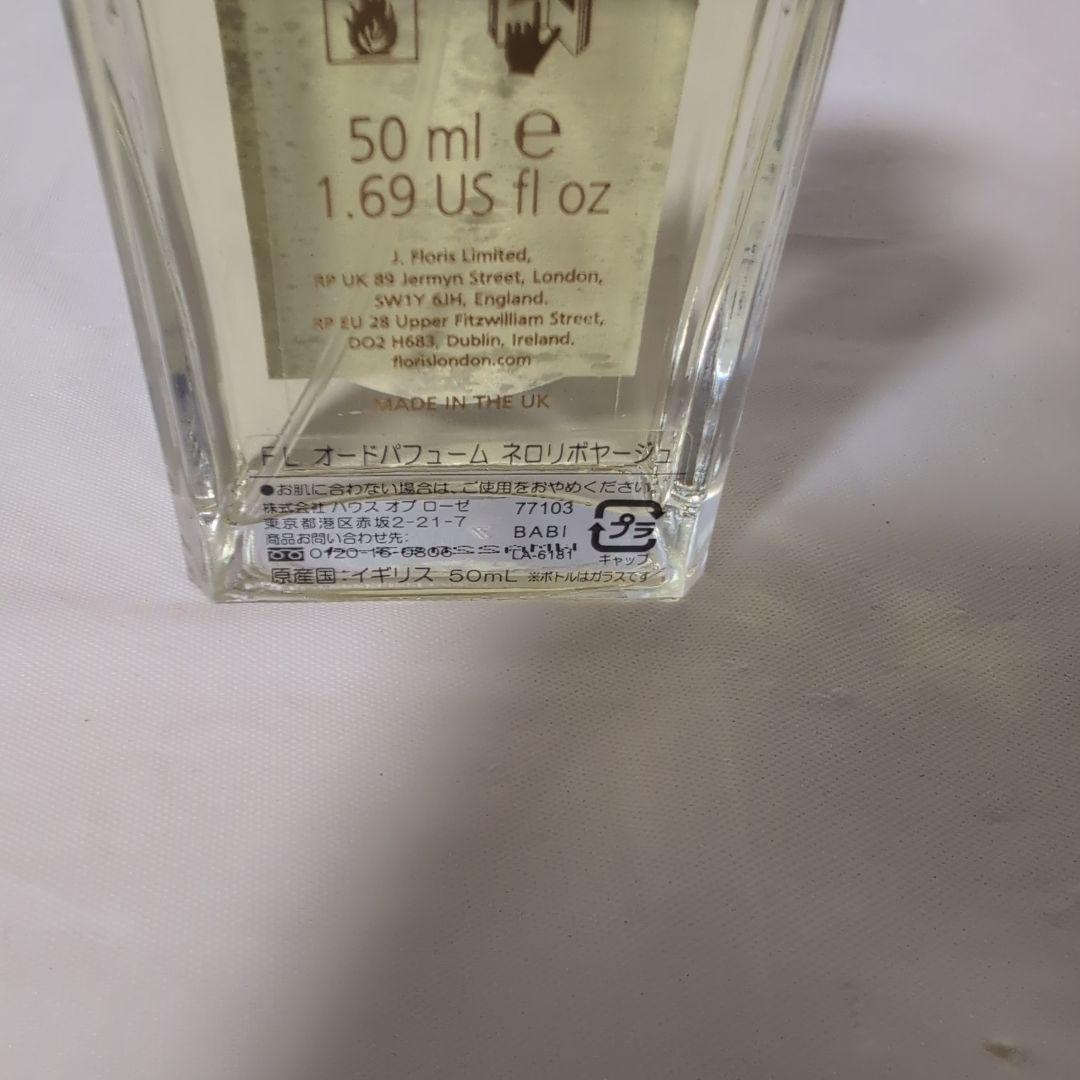 50 ml e
1.69 US fl oz
J. Floris Limited,
RP UK 89 Jermyn Street, London,
SW1Y 6JH, England.
RP EU 28 Upper Fitzwilliam Street,
DO2 H683, Dublin, Ireland.
florislondon.com
MADE IN THE UK
FL オードパフューム ネロリボヤージュ
●お肌に合わない場合は、ご使用をおやめください。
株式会社 ハウス オブ ローゼ 77103
東京都港区赤坂2-21-7 BABI
商品お問い合わせ先:
0120-16-0806 LA-6181
プラ
キャップ
原産国:イギリス 50mL ※ボトルはガラスです